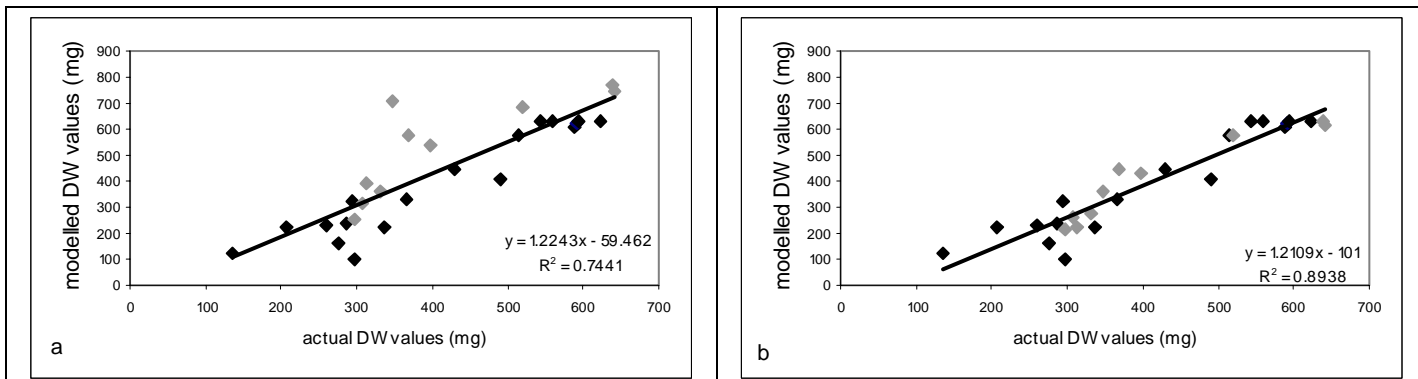 modelled DW values (mg)
900
800
700
600
500
400
300
200
100
0
0 100 200 300 400 500 600 700
y = 1.2243x - 59.462
R² = 0.7441
actual DW values (mg)
a
modelled DW values (mg)
900
800
700
600
500
400
300
200
100
0
0 100 200 300 400 500 600 700
y = 1.2109x - 101
R² = 0.8938
actual DW values (mg)
b